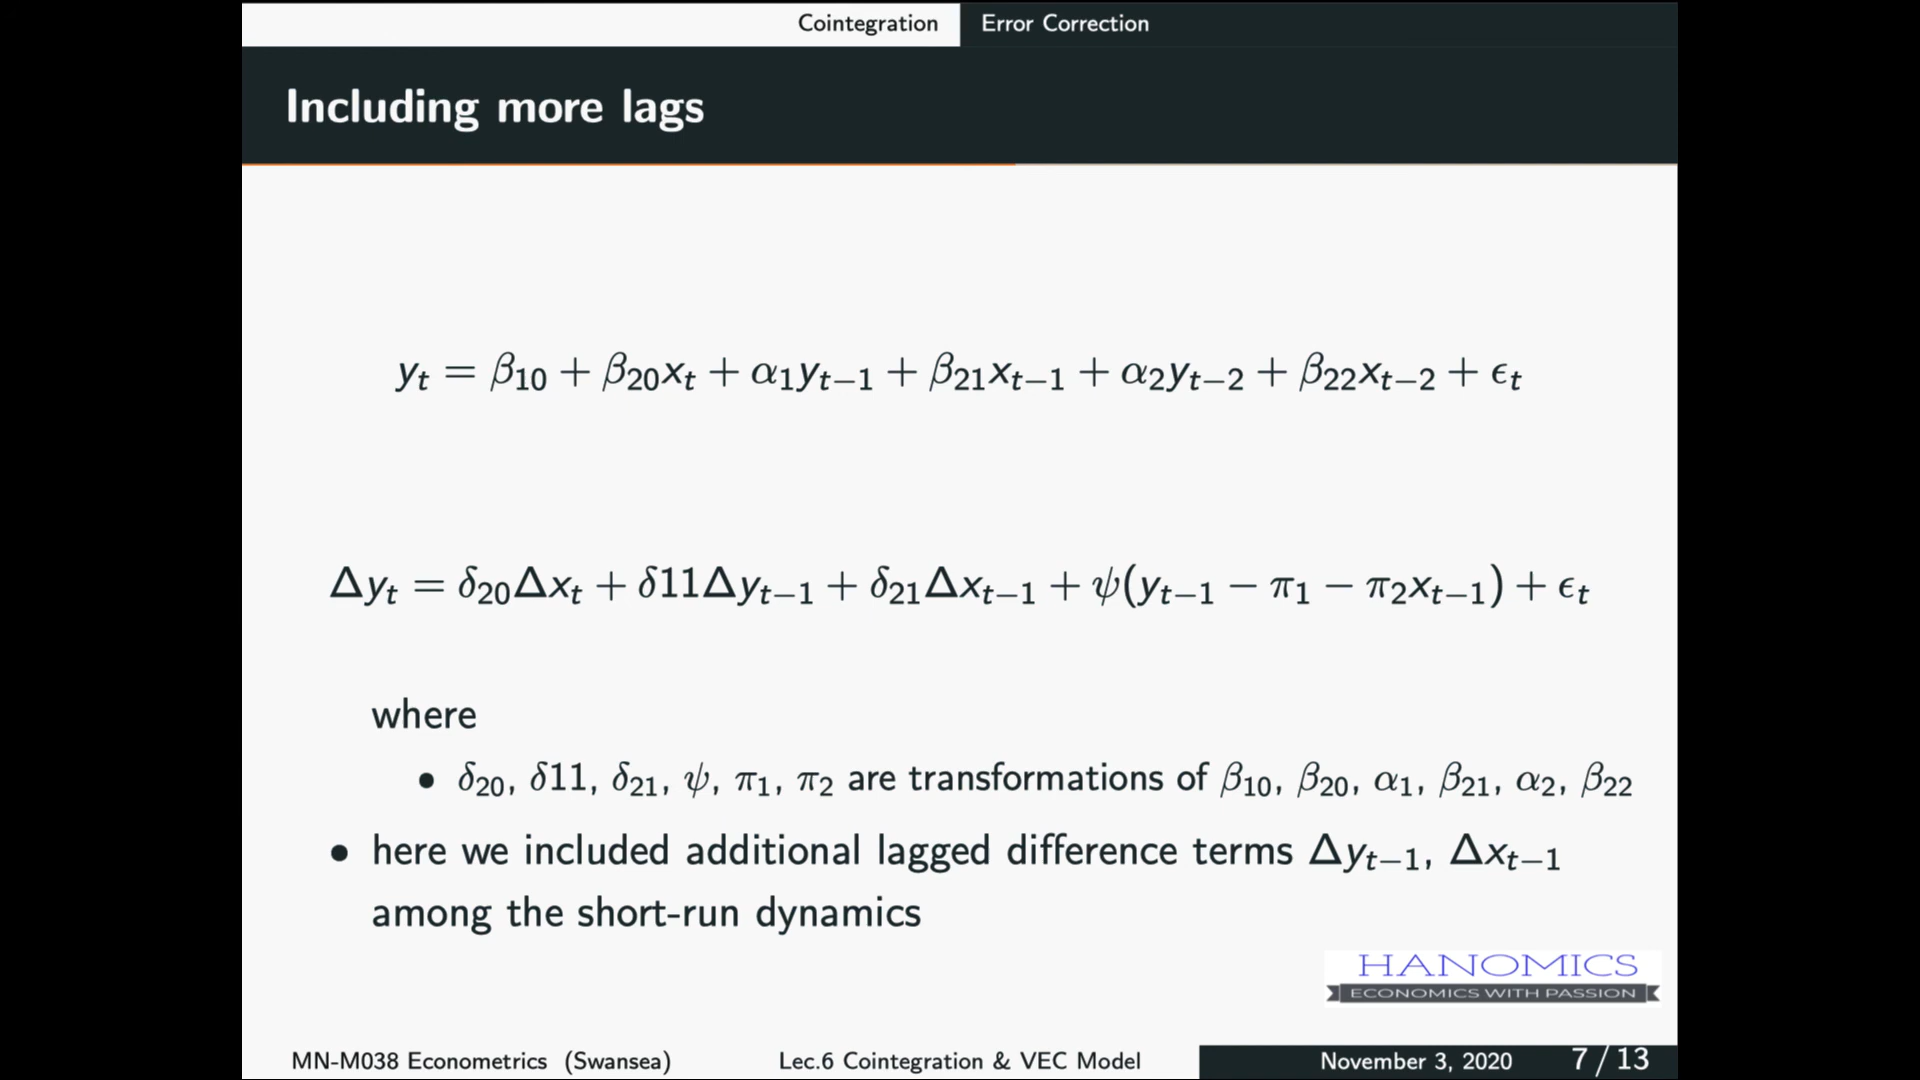 Cointegration Error Correction
Including more lags
yₜ = β₁₀ + β₂₀xₜ + α₁yₜ₋₁ + β₂₁xₜ₋₁ + α₂yₜ₋₂ + β₂₂xₜ₋₂ + ϵₜ
Δyₜ = δ₂₀Δxₜ + δ11Δyₜ₋₁ + δ₂₁Δxₜ₋₁ + ψ(yₜ₋₁ − π₁ − π₂xₜ₋₁) + ϵₜ
where
• δ₂₀, δ11, δ₂₁, ψ, π₁, π₂ are transformations of β₁₀, β₂₀, α₁, β₂₁, α₂, β₂₂
• here we included additional lagged difference terms Δyₜ₋₁, Δxₜ₋₁
among the short-run dynamics
HANOMICS
ECONOMICS WITH PASSION
MN-M038 Econometrics (Swansea) Lec.6 Cointegration & VEC Model November 3, 2020 7 / 13